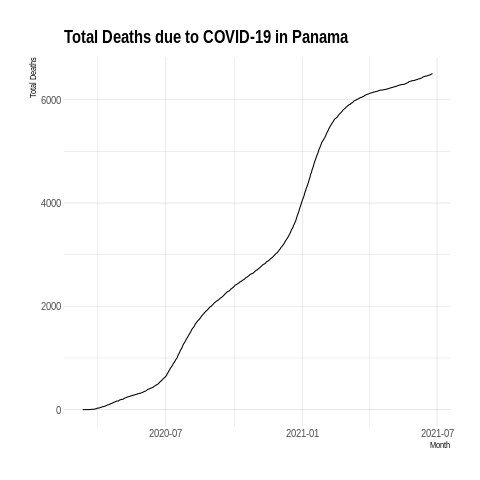 Total Deaths due to COVID-19 in Panama
Total Deaths
6000
4000
2000
0
2020-07
2021-01
2021-07
Month